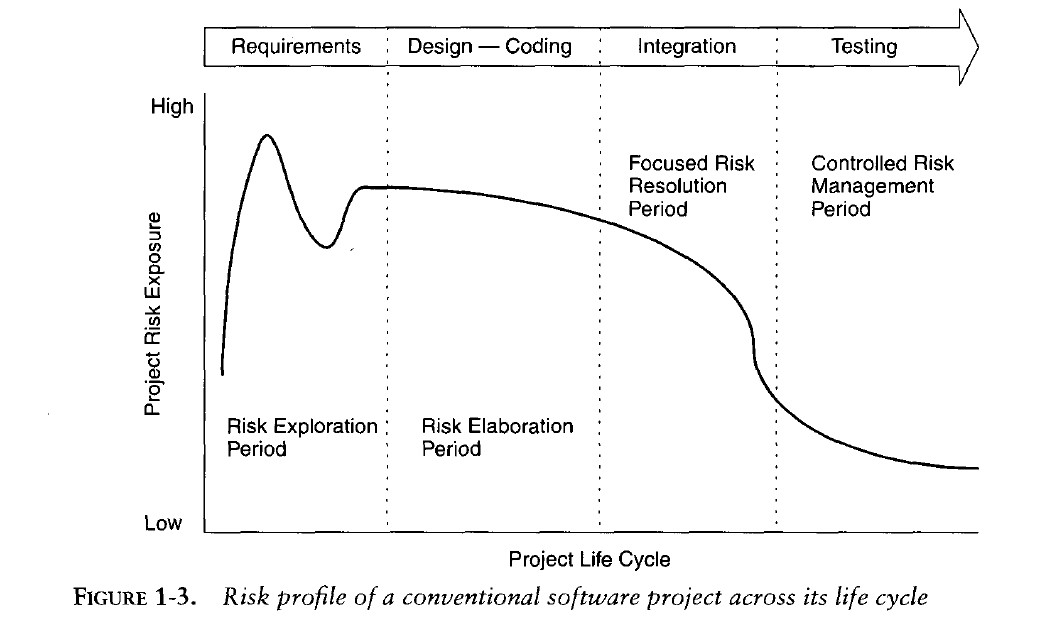 Requirements
Design — Coding
Integration
Testing
High
Focused Risk
Resolution
Period
Controlled Risk
Management
Period
Project Risk Exposure
Risk Exploration
Period
Risk Elaboration
Period
Low
Project Life Cycle
FIGURE 1-3. Risk profile of a conventional software project across its life cycle